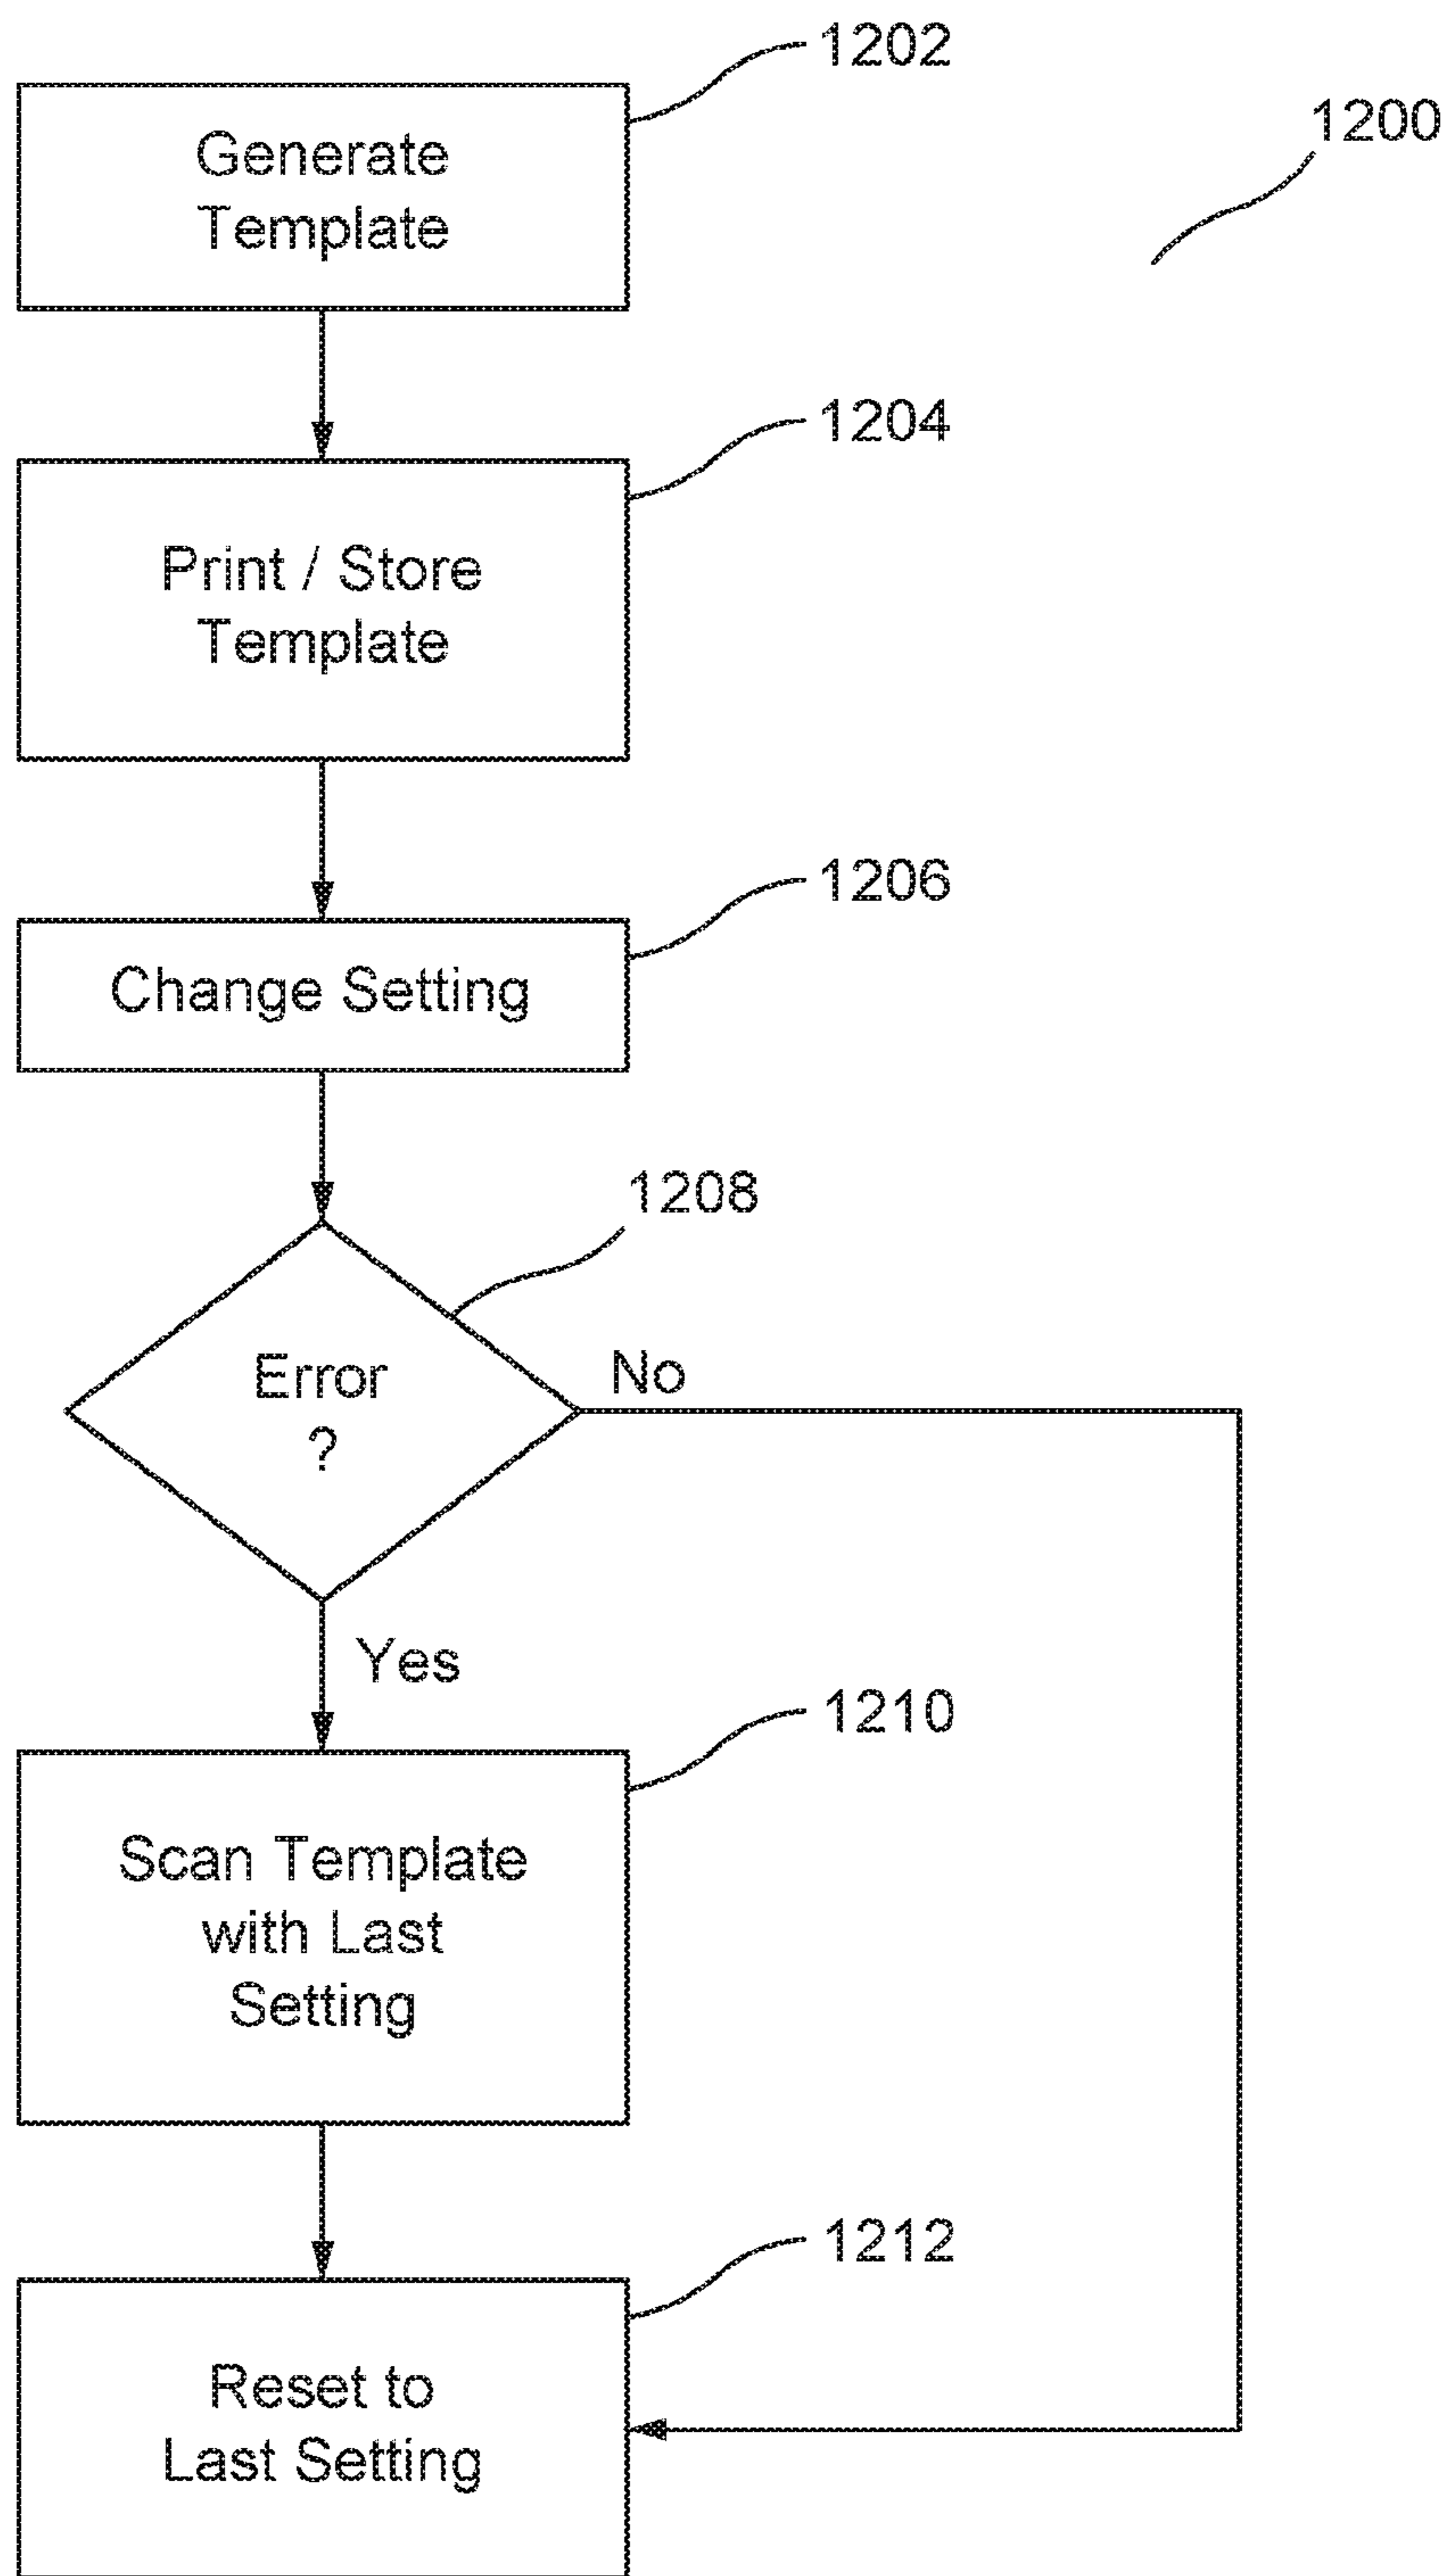 1202
1200
Generate
Template
1204
Print / Store
Template
1206
Change Setting
1208
Error
?
No
Yes
1210
Scan Template
with Last
Setting
1212
Reset to
Last Setting